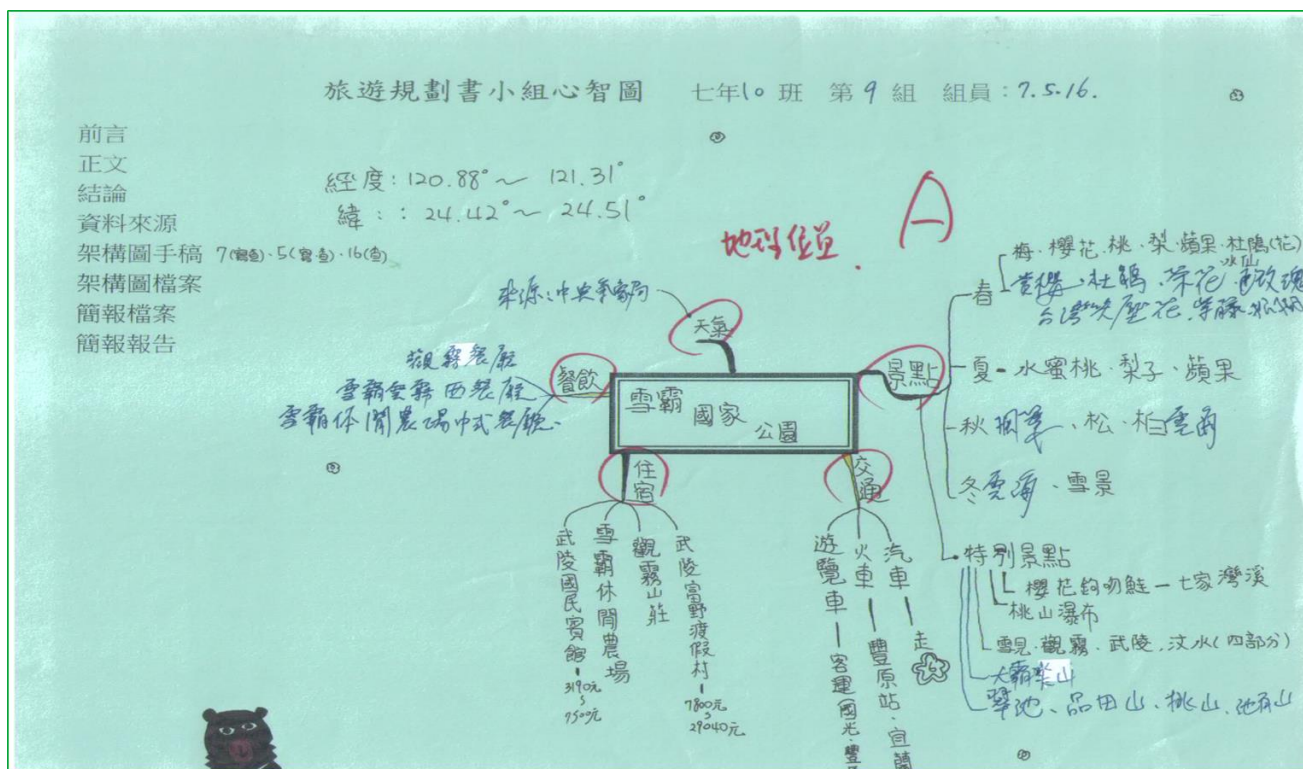 旅遊規劃書小組心智圖 七年10班 第9組 組員：7.5.16.
前言
正文
結論
資料來源
架構圖手稿 7(寫查)·5(寫查)·16(查)
架構圖檔案
簡報檔案
簡報報告
經度：120.88°～ 121.31°
緯：：24.42°～ 24.51°
A
來源：中央氣象局
天氣
餐飲
觀霧餐廳
雪霸休閒農場中式餐廳
雪霸
國家
公園
景點
春
梅·櫻花·桃·梨·蘋果·杜鵑(花)
水仙
夏-水蜜桃·梨子·蘋果
秋 楓葉、松·柏
冬 雪景
特別景點
櫻花鉤吻鮭－七家灣溪
桃山瀑布
雪見·觀霧·武陵·汶水(四部分)
大霸尖山
翠池、品田山、桃山、池有山
住宿
武陵國民賓館-3190元~7500元
雪霸休閒農場
觀霧山莊
武陵富野渡假村-7800元~29040元
交通
遊覽車－客運國光·豐
火車－豐原站·宜蘭
汽車－走